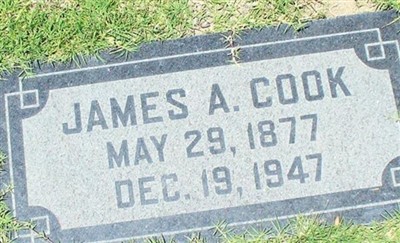 JAMES A. COOK
MAY 29, 1877
DEC. 19, 1947